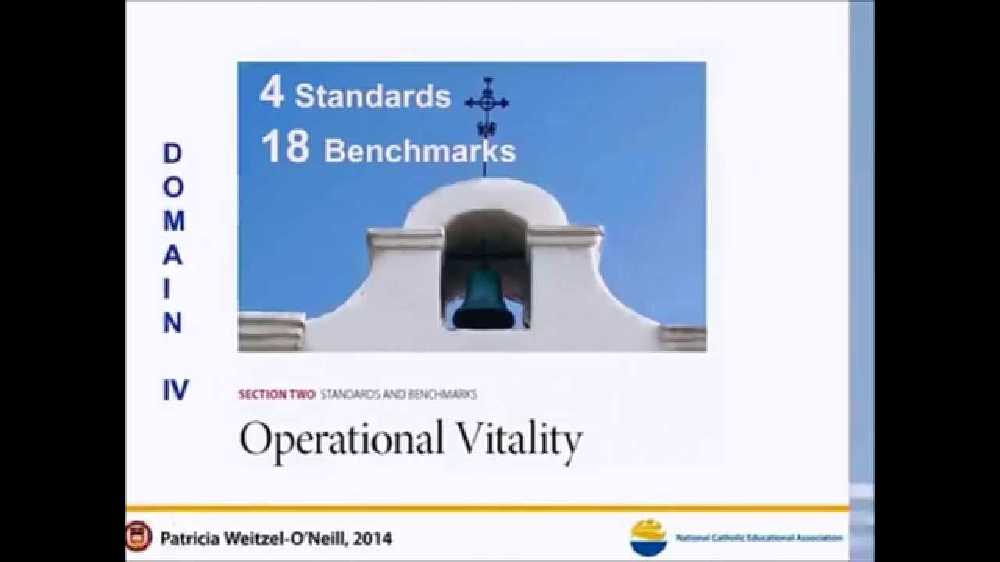 4 Standards
18 Benchmarks
DOMAIN IV
SECTION TWO STANDARDS AND BENCHMARKS
Operational Vitality
Patricia Weitzel-O'Neill, 2014
National Catholic Educational Association